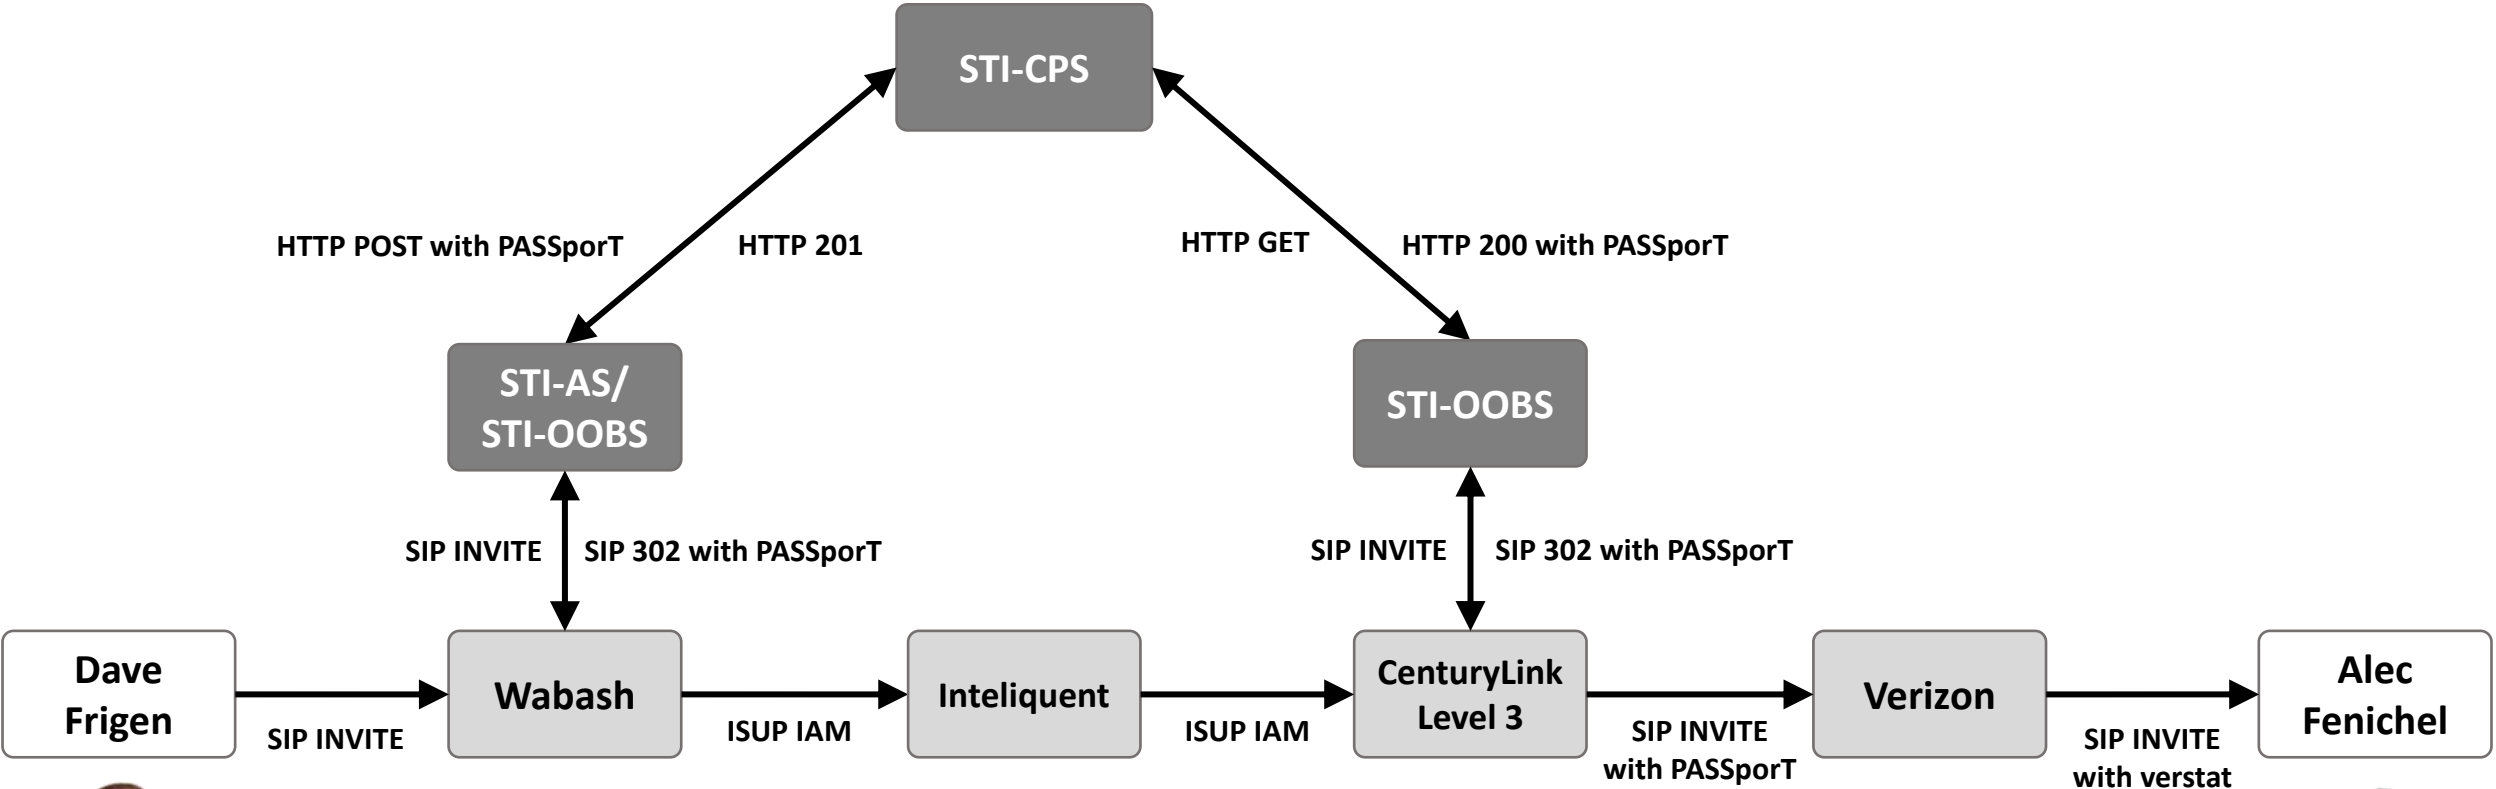 STI-CPS
HTTP POST with PASSporT
HTTP 201
HTTP GET
HTTP 200 with PASSporT
STI-AS/
STI-OOBS
STI-OOBS
SIP INVITE
SIP 302 with PASSporT
SIP INVITE
SIP 302 with PASSporT
Dave
Frigen
SIP INVITE
Wabash
ISUP IAM
Inteliquent
ISUP IAM
CenturyLink
Level 3
SIP INVITE
with PASSporT
Verizon
SIP INVITE
with verstat
Alec
Fenichel